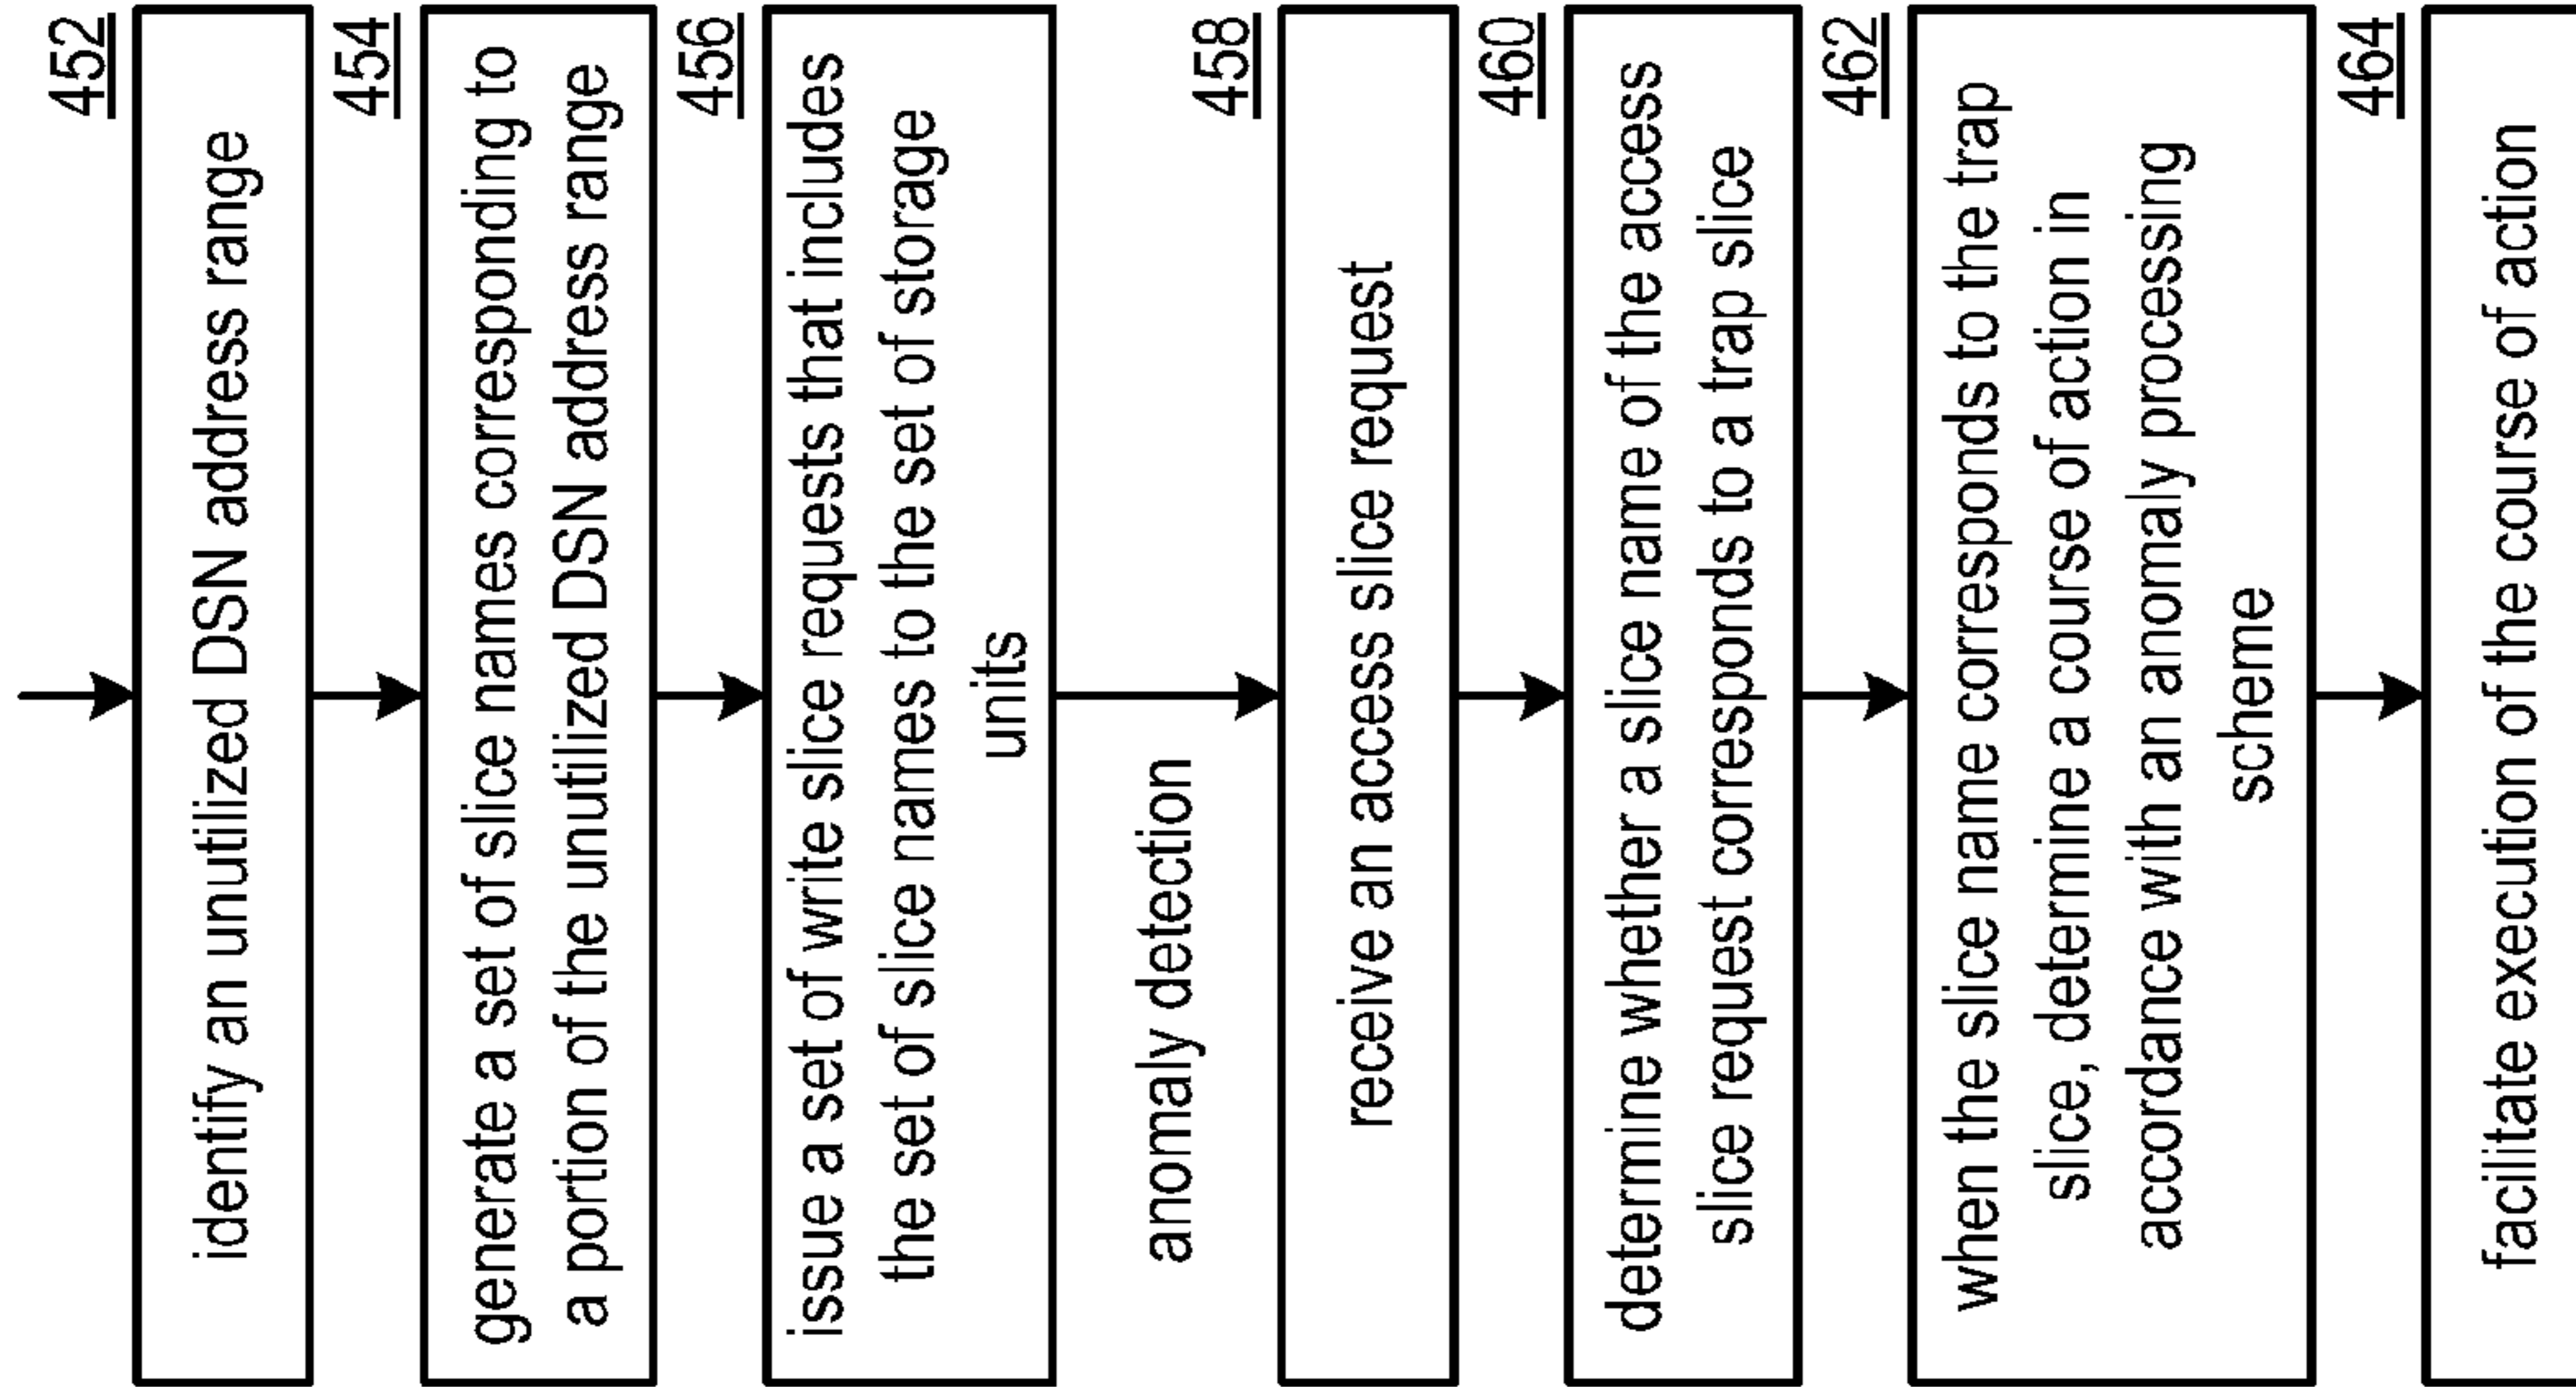 452
identify an unutilized DSN address range
454
generate a set of slice names corresponding to
a portion of the unutilized DSN address range
456
issue a set of write slice requests that includes
the set of slice names to the set of storage
units
anomaly detection
458
receive an access slice request
460
determine whether a slice name of the access
slice request corresponds to a trap slice
462
when the slice name corresponds to the trap
slice, determine a course of action in
accordance with an anomaly processing
scheme
464
facilitate execution of the course of action